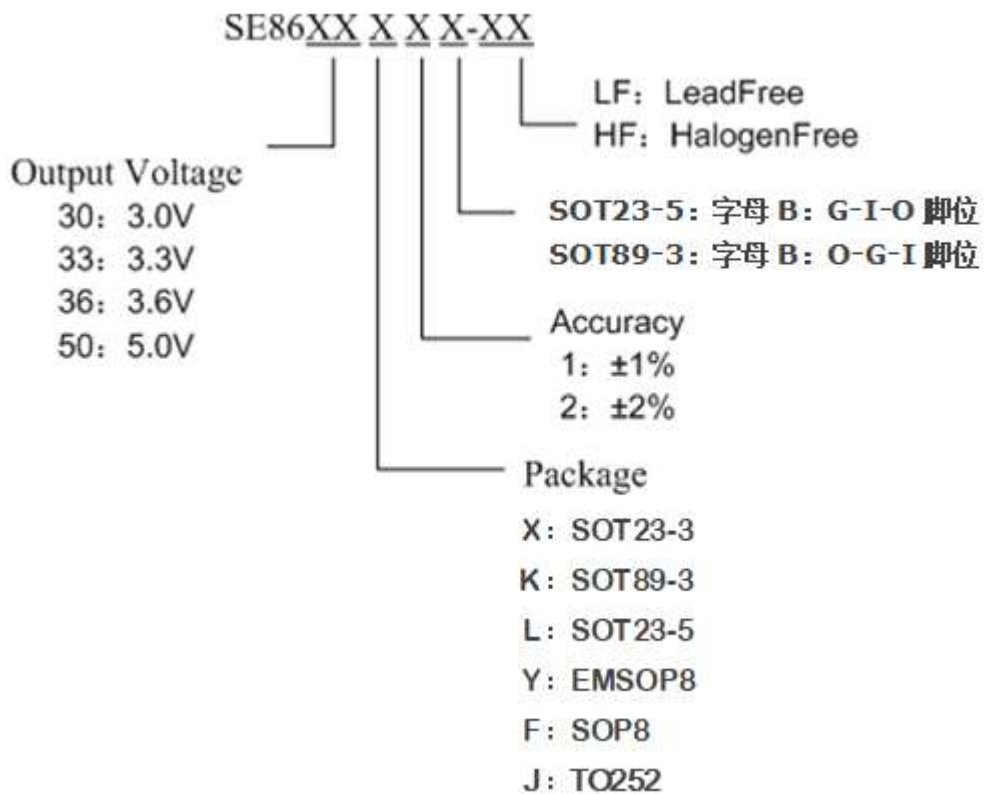 SE86XX X X X-XX
LF：LeadFree
HF：HalogenFree
Output Voltage
30：3.0V
33：3.3V
36：3.6V
50：5.0V
SOT23-5：字母 B：G-I-O 脚位
SOT89-3：字母 B：O-G-I 脚位
Accuracy
1：±1%
2：±2%
Package
X：SOT23-3
K：SOT89-3
L：SOT23-5
Y：EMSOP8
F：SOP8
J：TO252